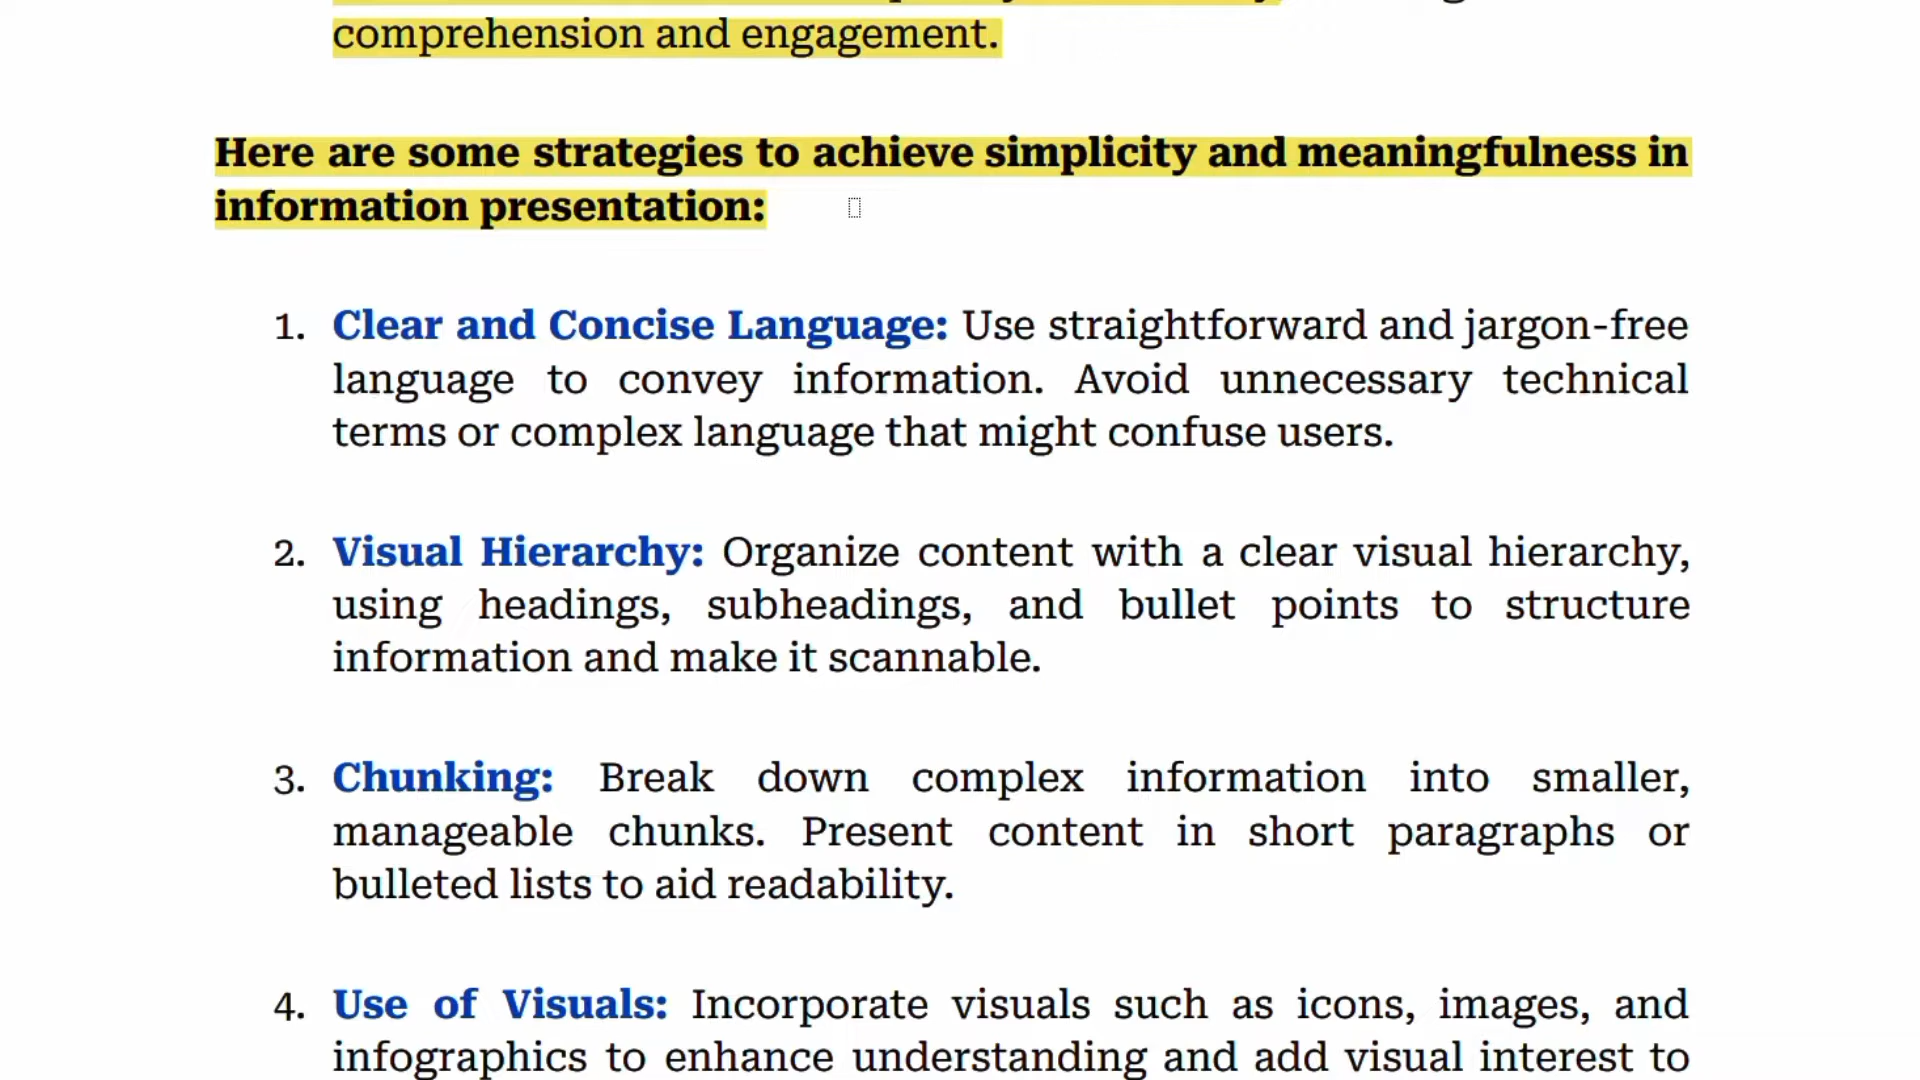 comprehension and engagement.
Here are some strategies to achieve simplicity and meaningfulness in
information presentation:
1. Clear and Concise Language: Use straightforward and jargon-free
language to convey information. Avoid unnecessary technical
terms or complex language that might confuse users.
2. Visual Hierarchy: Organize content with a clear visual hierarchy,
using headings, subheadings, and bullet points to structure
information and make it scannable.
3. Chunking: Break down complex information into smaller,
manageable chunks. Present content in short paragraphs or
bulleted lists to aid readability.
4. Use of Visuals: Incorporate visuals such as icons, images, and
infographics to enhance understanding and add visual interest to